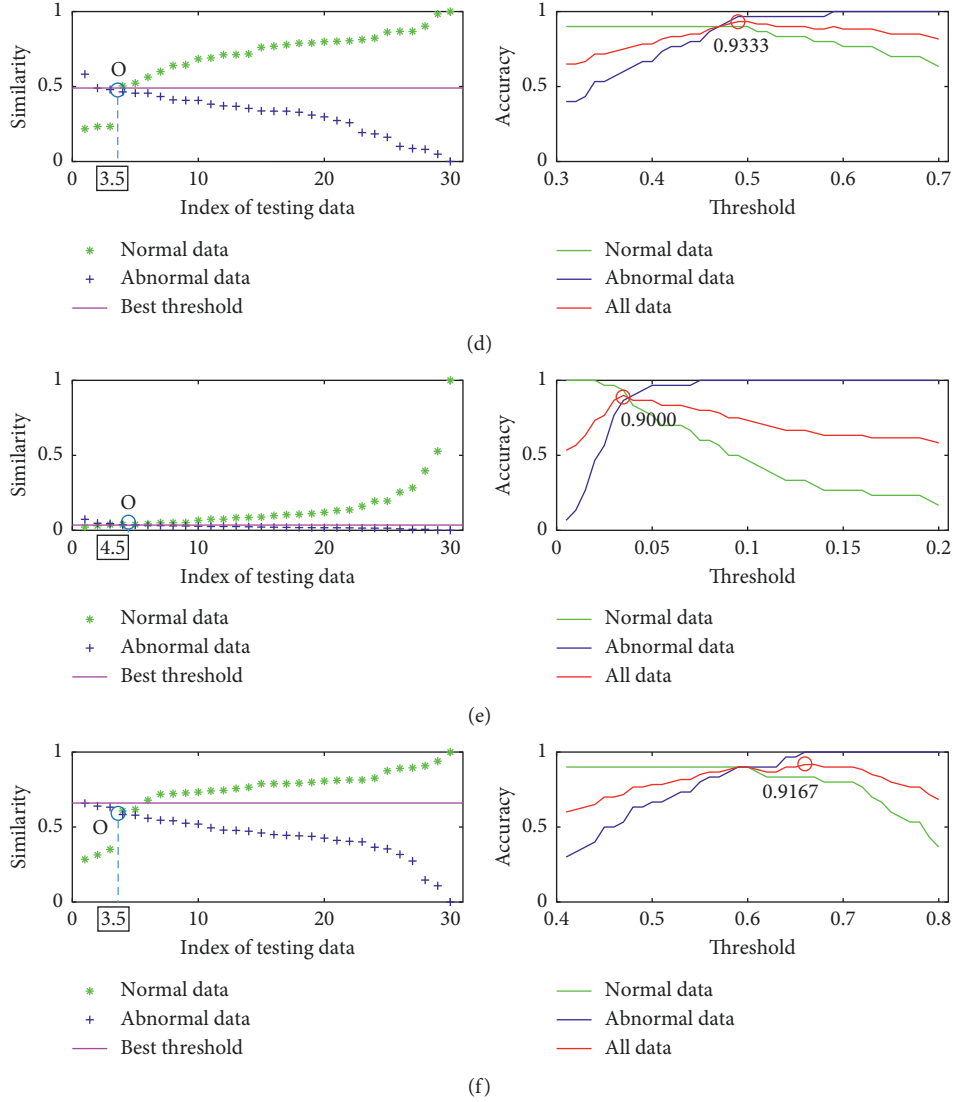 1
0.5
0
Similarity
O
0
3.5
10
20
30
Index of testing data
Normal data
Abnormal data
Best threshold
1
0.5
0
Accuracy
0.9333
0.3
0.4
0.5
0.6
0.7
Threshold
Normal data
Abnormal data
All data
(d)
1
0.5
0
Similarity
O
0
4.5
10
20
30
Index of testing data
Normal data
Abnormal data
Best threshold
1
0.5
0
Accuracy
0.9000
0
0.05
0.1
0.15
0.2
Threshold
Normal data
Abnormal data
All data
(e)
1
0.5
0
Similarity
O
0
3.5
10
20
30
Index of testing data
Normal data
Abnormal data
Best threshold
1
0.5
0
Accuracy
0.9167
0.4
0.5
0.6
0.7
0.8
Threshold
Normal data
Abnormal data
All data
(f)